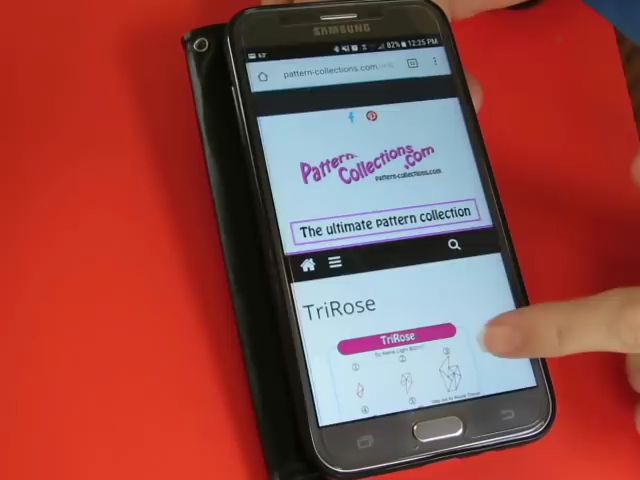 SAMSUNG
82% 12:25 PM
pattern-collections.com
Pattern
Collections.com
Pattern-collections.com
The ultimate pattern collection
TriRose
TriRose